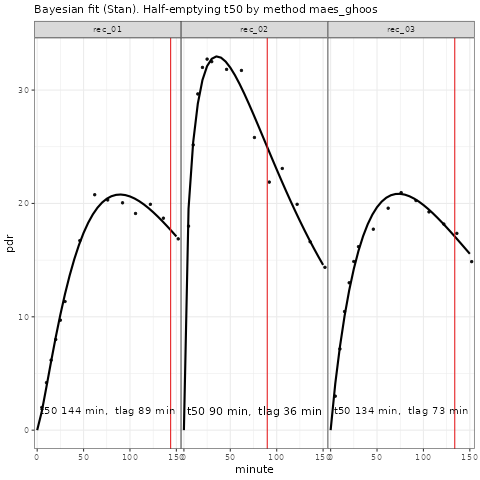 Bayesian fit (Stan). Half-emptying t50 by method maes_ghoos
rec_01 rec_02 rec_03
30
20
10
0
t50 144 min, tlag 89 min t50 90 min, tlag 36 min t50 134 min, tlag 73 min
0 50 100 150 0 50 100 150 0 50 100 150
minute
pdr